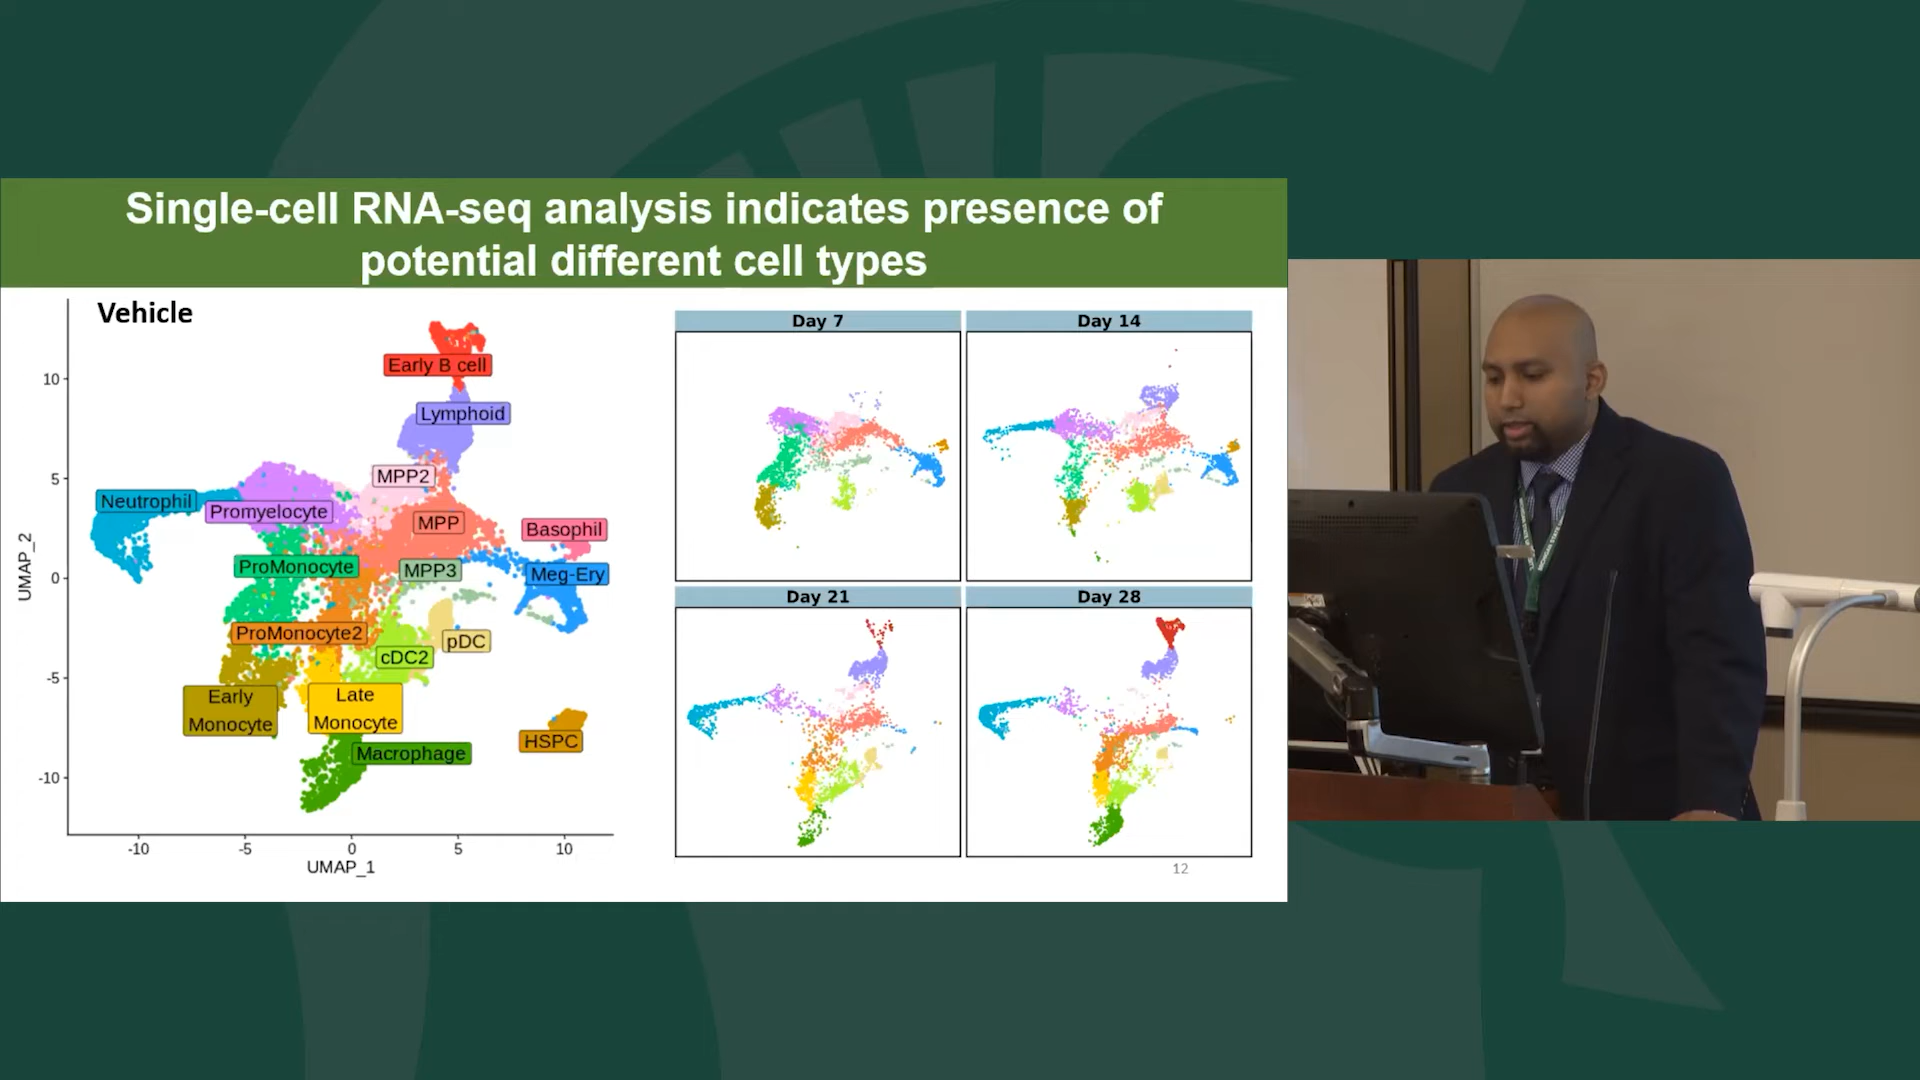 Single-cell RNA-seq analysis indicates presence of
potential different cell types
Vehicle
UMAP_2
10
5
0
-5
-10
Early B cell
Lymphoid
MPP2
Neutrophil
Promyelocyte
MPP
Basophil
ProMonocyte
MPP3
Meg-Ery
ProMonocyte2
pDC
cDC2
Early
Monocyte
Late
Monocyte
HSPC
Macrophage
-10
-5
0
5
10
UMAP_1
Day 7
Day 14
Day 21
Day 28
12